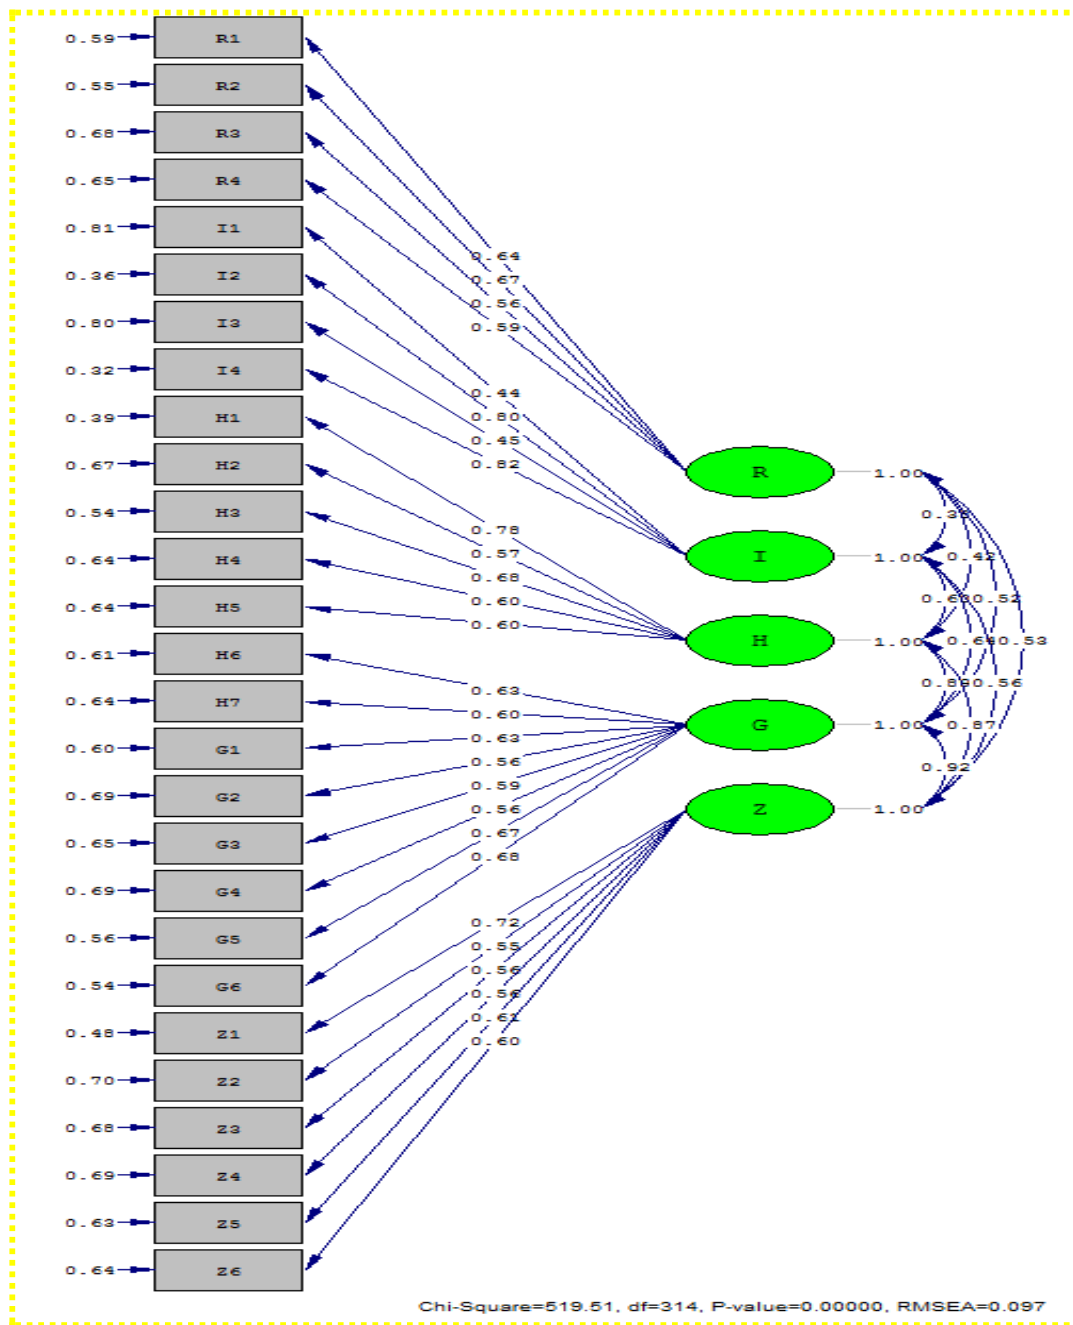 0.59 R1
0.55 R2
0.68 R3
0.65 R4
0.81 I1
0.36 I2
0.80 I3
0.32 I4
0.39 H1
0.67 H2
0.54 H3
0.64 H4
0.64 H5
0.61 H6
0.64 H7
0.60 G1
0.69 G2
0.65 G3
0.69 G4
0.56 G5
0.54 G6
0.48 Z1
0.70 Z2
0.68 Z3
0.69 Z4
0.63 Z5
0.64 Z6
0.64
0.67
0.56
0.59
0.44
0.80
0.45
0.82
0.78
0.57
0.68
0.60
0.60
0.63
0.60
0.63
0.56
0.59
0.56
0.67
0.68
0.72
0.55
0.56
0.56
0.61
0.60
R 1.00
I 1.00
H 1.00
G 1.00
Z 1.00
0.42
0.52
0.53
0.56
0.87
0.92
Chi-Square=519.51, df=314, P-value=0.00000, RMSEA=0.097